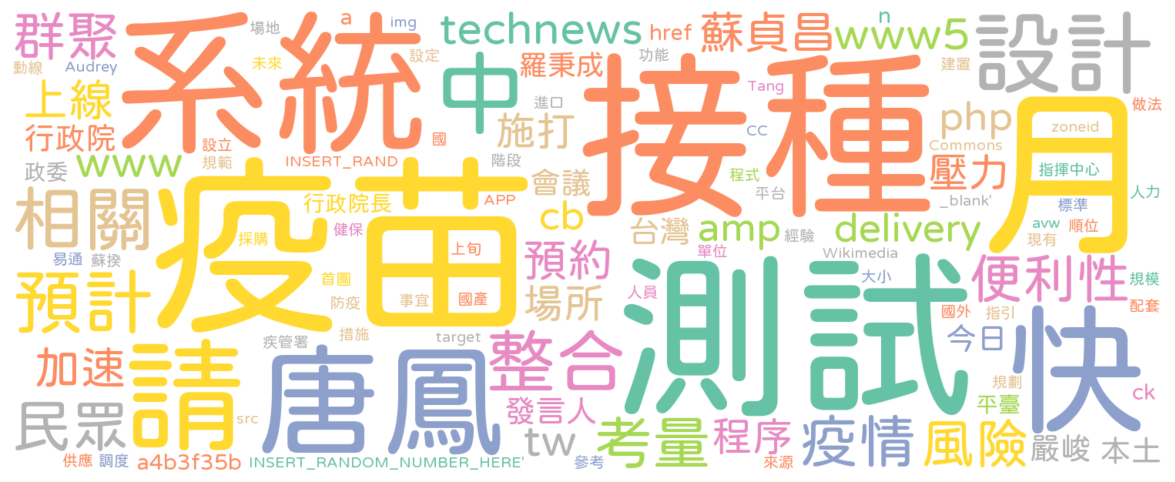 群聚
場地
a
img
technews
href
蘇貞昌
n
www5
設計
動線
Audrey
系統
未來
設定
中
羅秉成
功能
建置
上線
行政院
設立
規範
國
進口
施打
接種
Tang
php
做法
月
zoneid
政委
www
INSERT_RAND
階段
CC
程式
壓力
Commons
指揮中心
相關
疫苗
行政院長
APP
會議
cb
台灣
amp
平台
_blank'
delivery
標準
人力
採購
健保
上旬
預約
單位
經驗
Wikimedia
avw
順位
現有
易通
蘇揆
首圖
預計
防疫
事宜
國產
場所
人員
測試
大小
便利性
規模
國外
指引
配套
疾管署
措施
target
整合
今日
快
加速
請
唐鳳
發言人
規劃
平臺
ck
民眾
src
tw
考量
程序
疫情
風險
嚴峻
本土
供應
調度
a4b3f35b
INSERT_RANDOM_NUMBER_HERE'
參考
來源